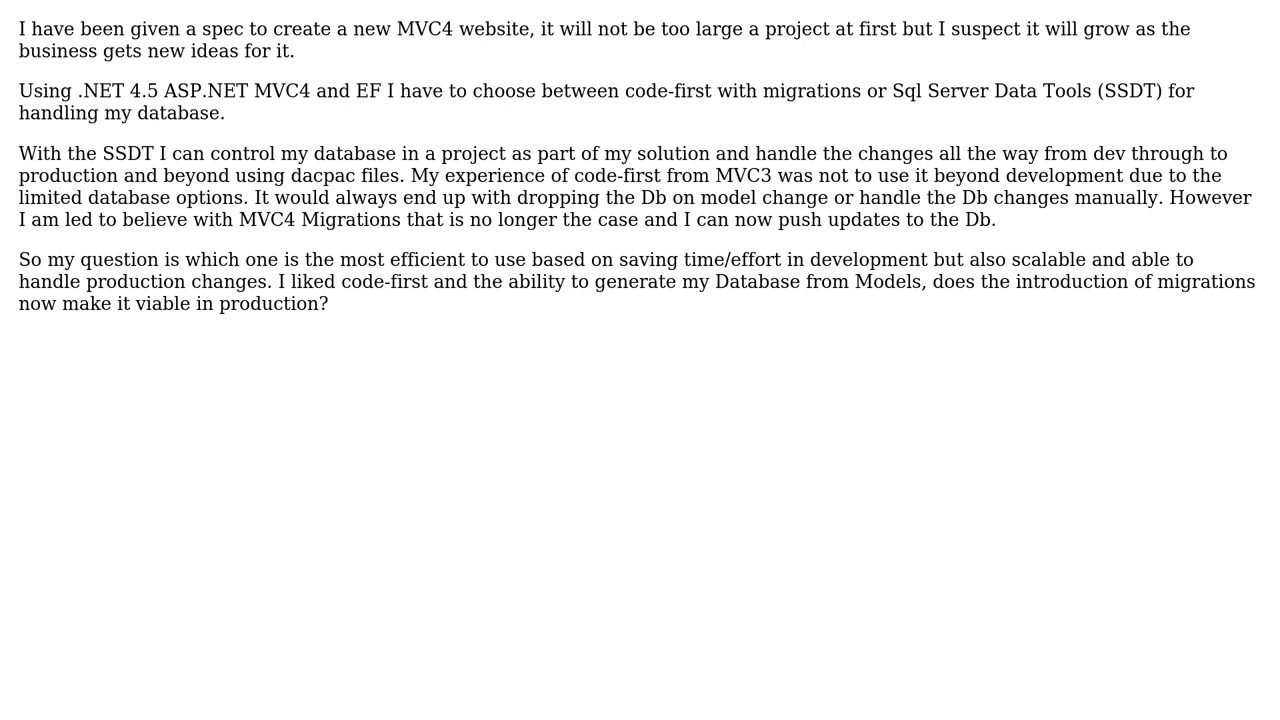 I have been given a spec to create a new MVC4 website, it will not be too large a project at first but I suspect it will grow as the
business gets new ideas for it.
Using .NET 4.5 ASP.NET MVC4 and EF I have to choose between code-first with migrations or Sql Server Data Tools (SSDT) for
handling my database.
With the SSDT I can control my database in a project as part of my solution and handle the changes all the way from dev through to
production and beyond using dacpac files. My experience of code-first from MVC3 was not to use it beyond development due to the
limited database options. It would always end up with dropping the Db on model change or handle the Db changes manually. However
I am led to believe with MVC4 Migrations that is no longer the case and I can now push updates to the Db.
So my question is which one is the most efficient to use based on saving time/effort in development but also scalable and able to
handle production changes. I liked code-first and the ability to generate my Database from Models, does the introduction of migrations
now make it viable in production?